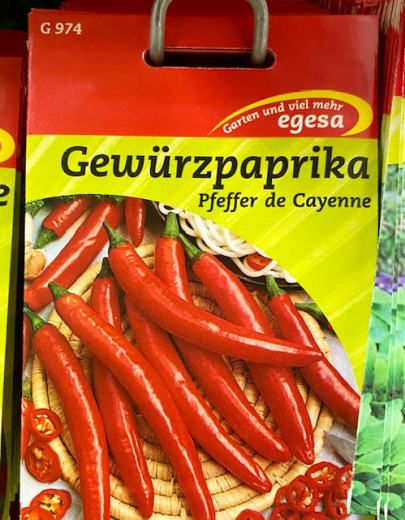 G 974
Garten und viel mehr
egesa
Gewürzpaprika
Pfeffer de Cayenne
e